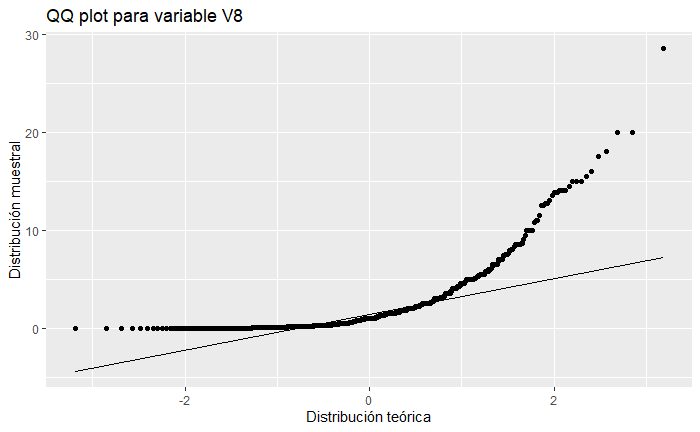 QQ plot para variable V8
30
20
10
0
Distribución muestral
-2
0
2
Distribución teórica